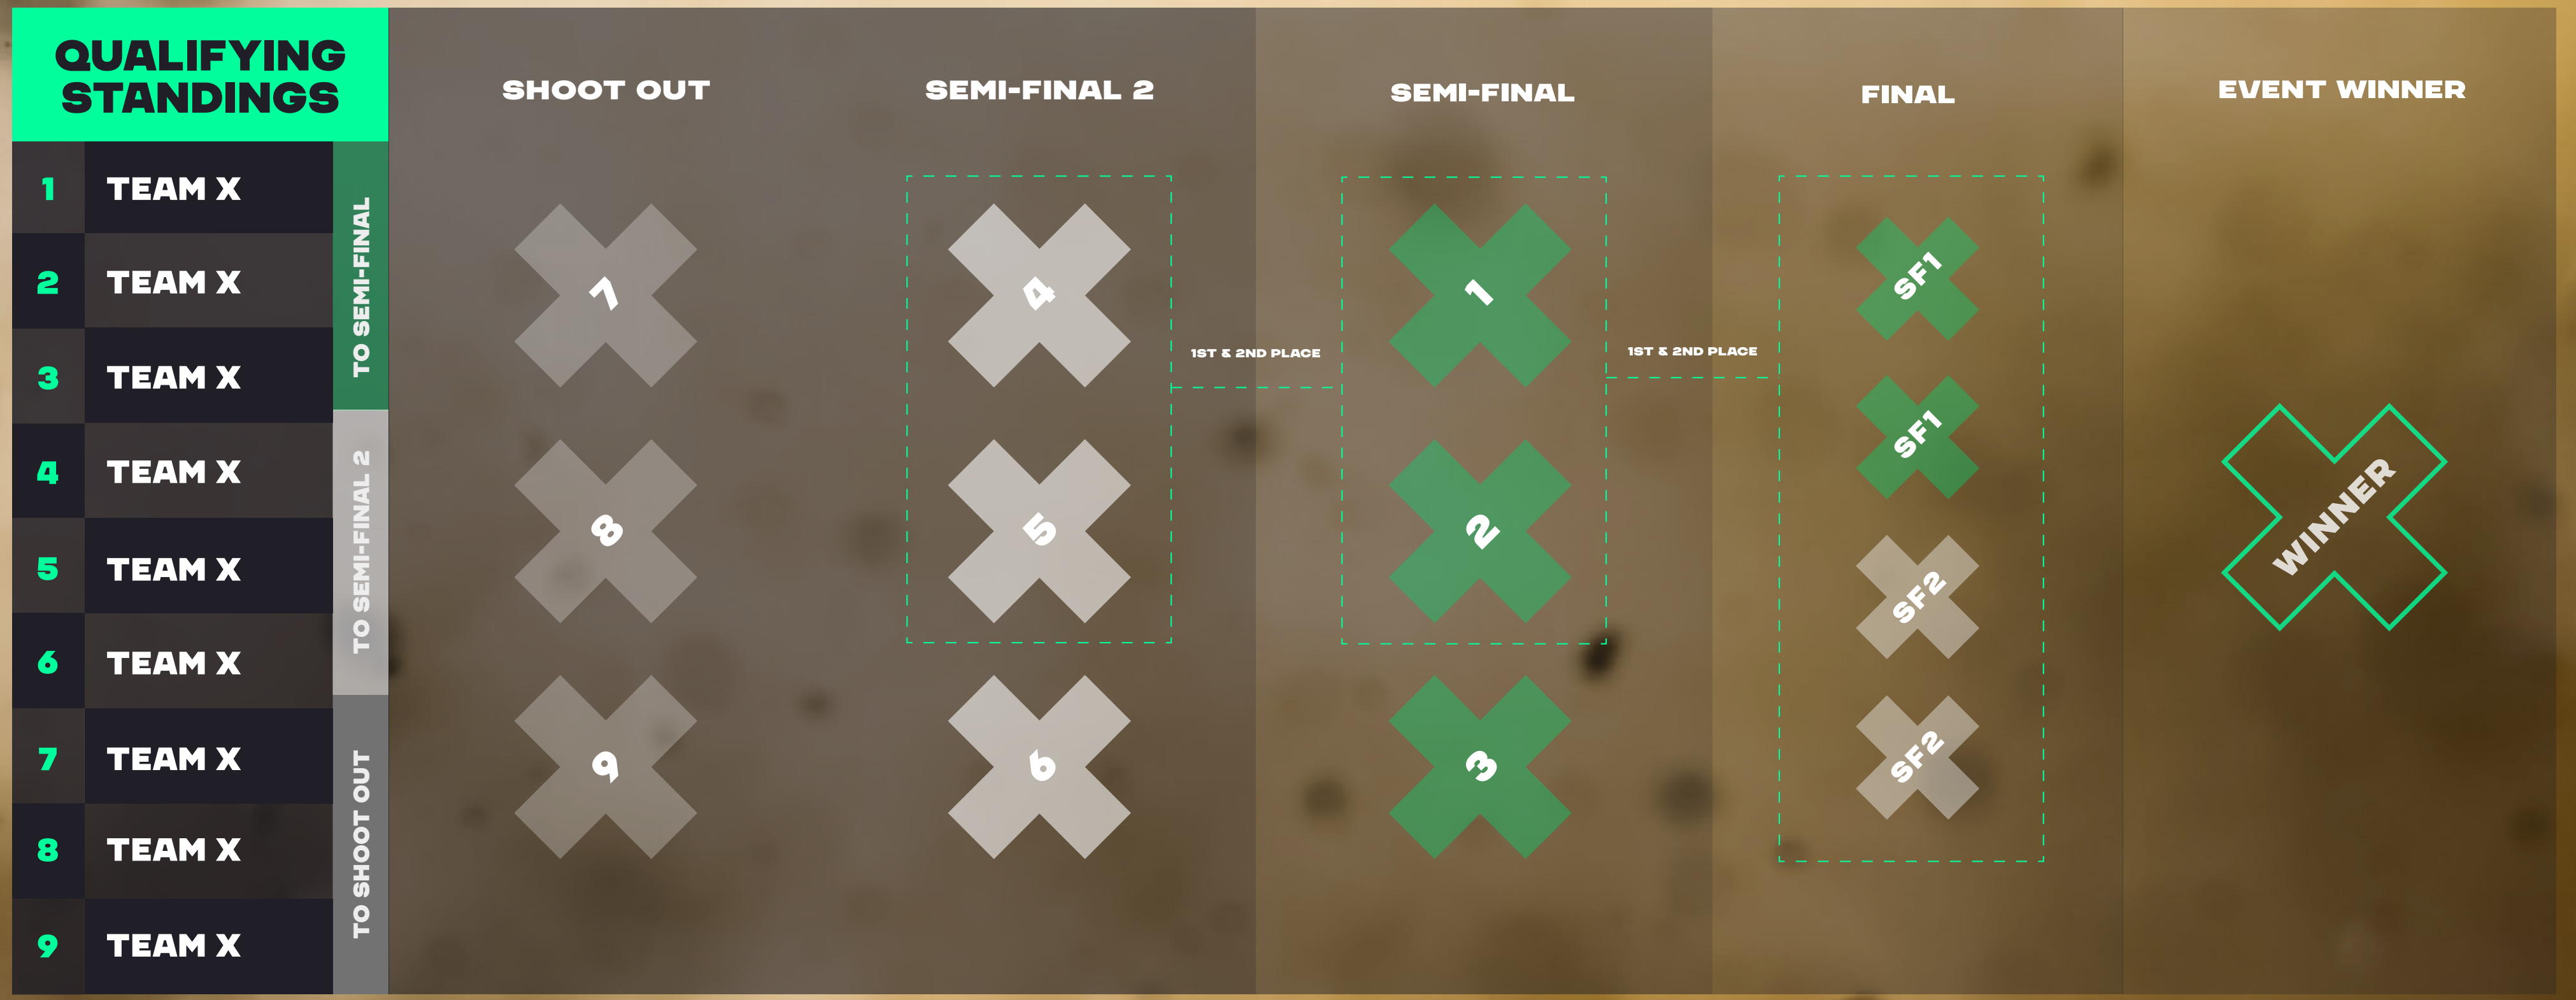 QUALIFYING
STANDINGS
1 TEAM X
2 TEAM X
3 TEAM X
4 TEAM X
5 TEAM X
6 TEAM X
7 TEAM X
8 TEAM X
9 TEAM X
TO SEMI-FINAL
TO SEMI-FINAL 2
TO SHOOT OUT
SHOOT OUT
7
8
9
SEMI-FINAL 2
4
5
6
1ST & 2ND PLACE
SEMI-FINAL
1
2
3
1ST & 2ND PLACE
FINAL
SF1
SF1
SF2
SF2
EVENT WINNER
WINNER